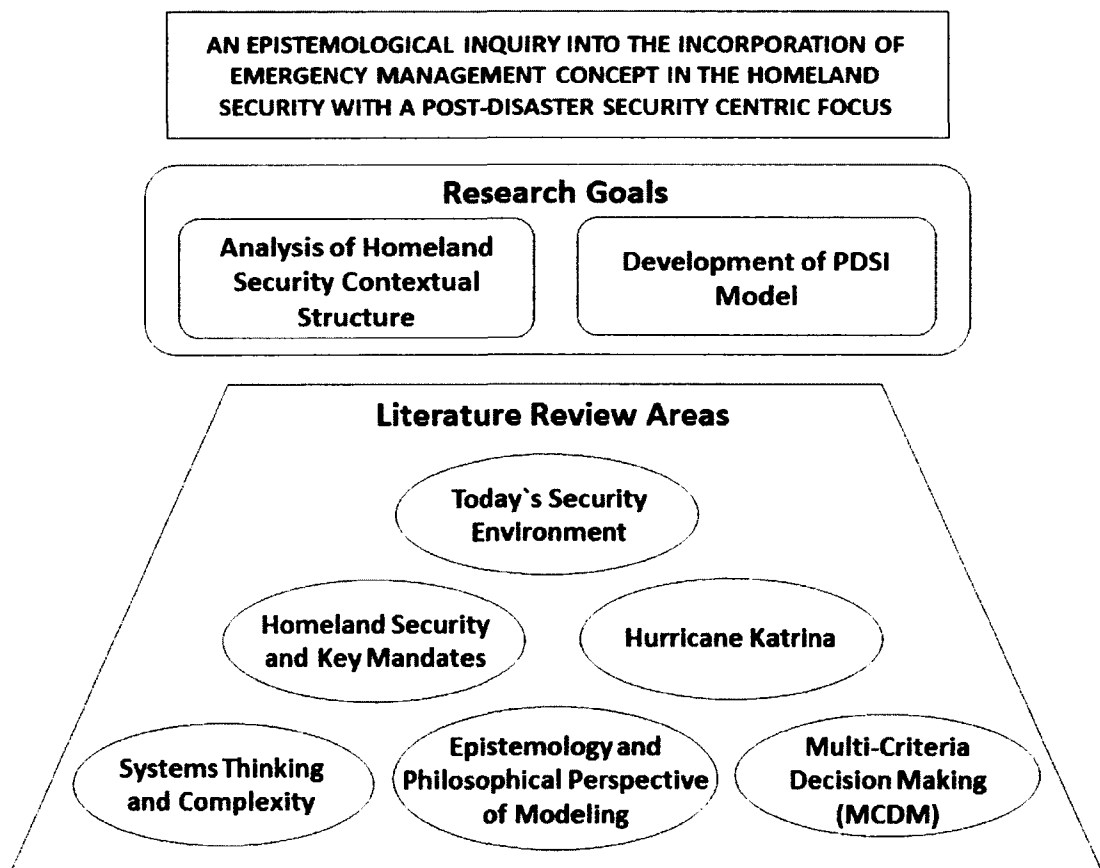 AN EPISTEMOLOGICAL INQUIRY INTO THE INCORPORATION OF
EMERGENCY MANAGEMENT CONCEPT IN THE HOMELAND
SECURITY WITH A POST-DISASTER SECURITY CENTRIC FOCUS
Research Goals
Analysis of Homeland
Security Contextual
Structure
Development of PDSI
Model
Literature Review Areas
Today`s Security
Environment
Homeland Security
and Key Mandates
Hurricane Katrina
Systems Thinking
and Complexity
Epistemology and
Philosophical Perspective
of Modeling
Multi-Criteria
Decision Making
(MCDM)